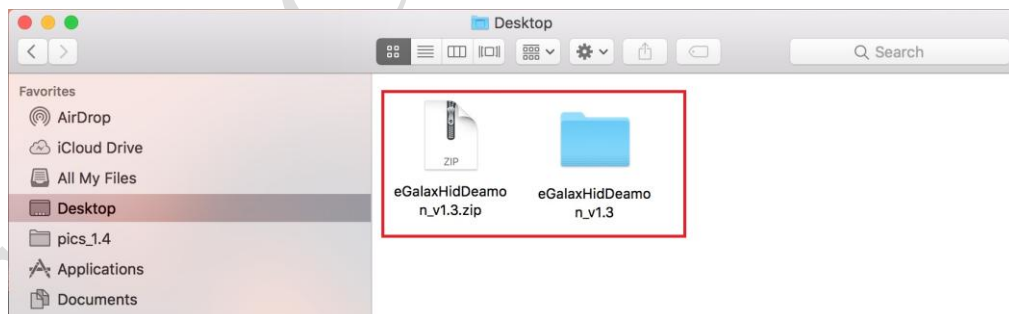 Desktop
Search
Favorites
AirDrop
iCloud Drive
All My Files
Desktop
pics_1.4
Applications
Documents
ZIP
eGalaxHidDeamo
n_v1.3.zip
eGalaxHidDeamo
n_v1.3